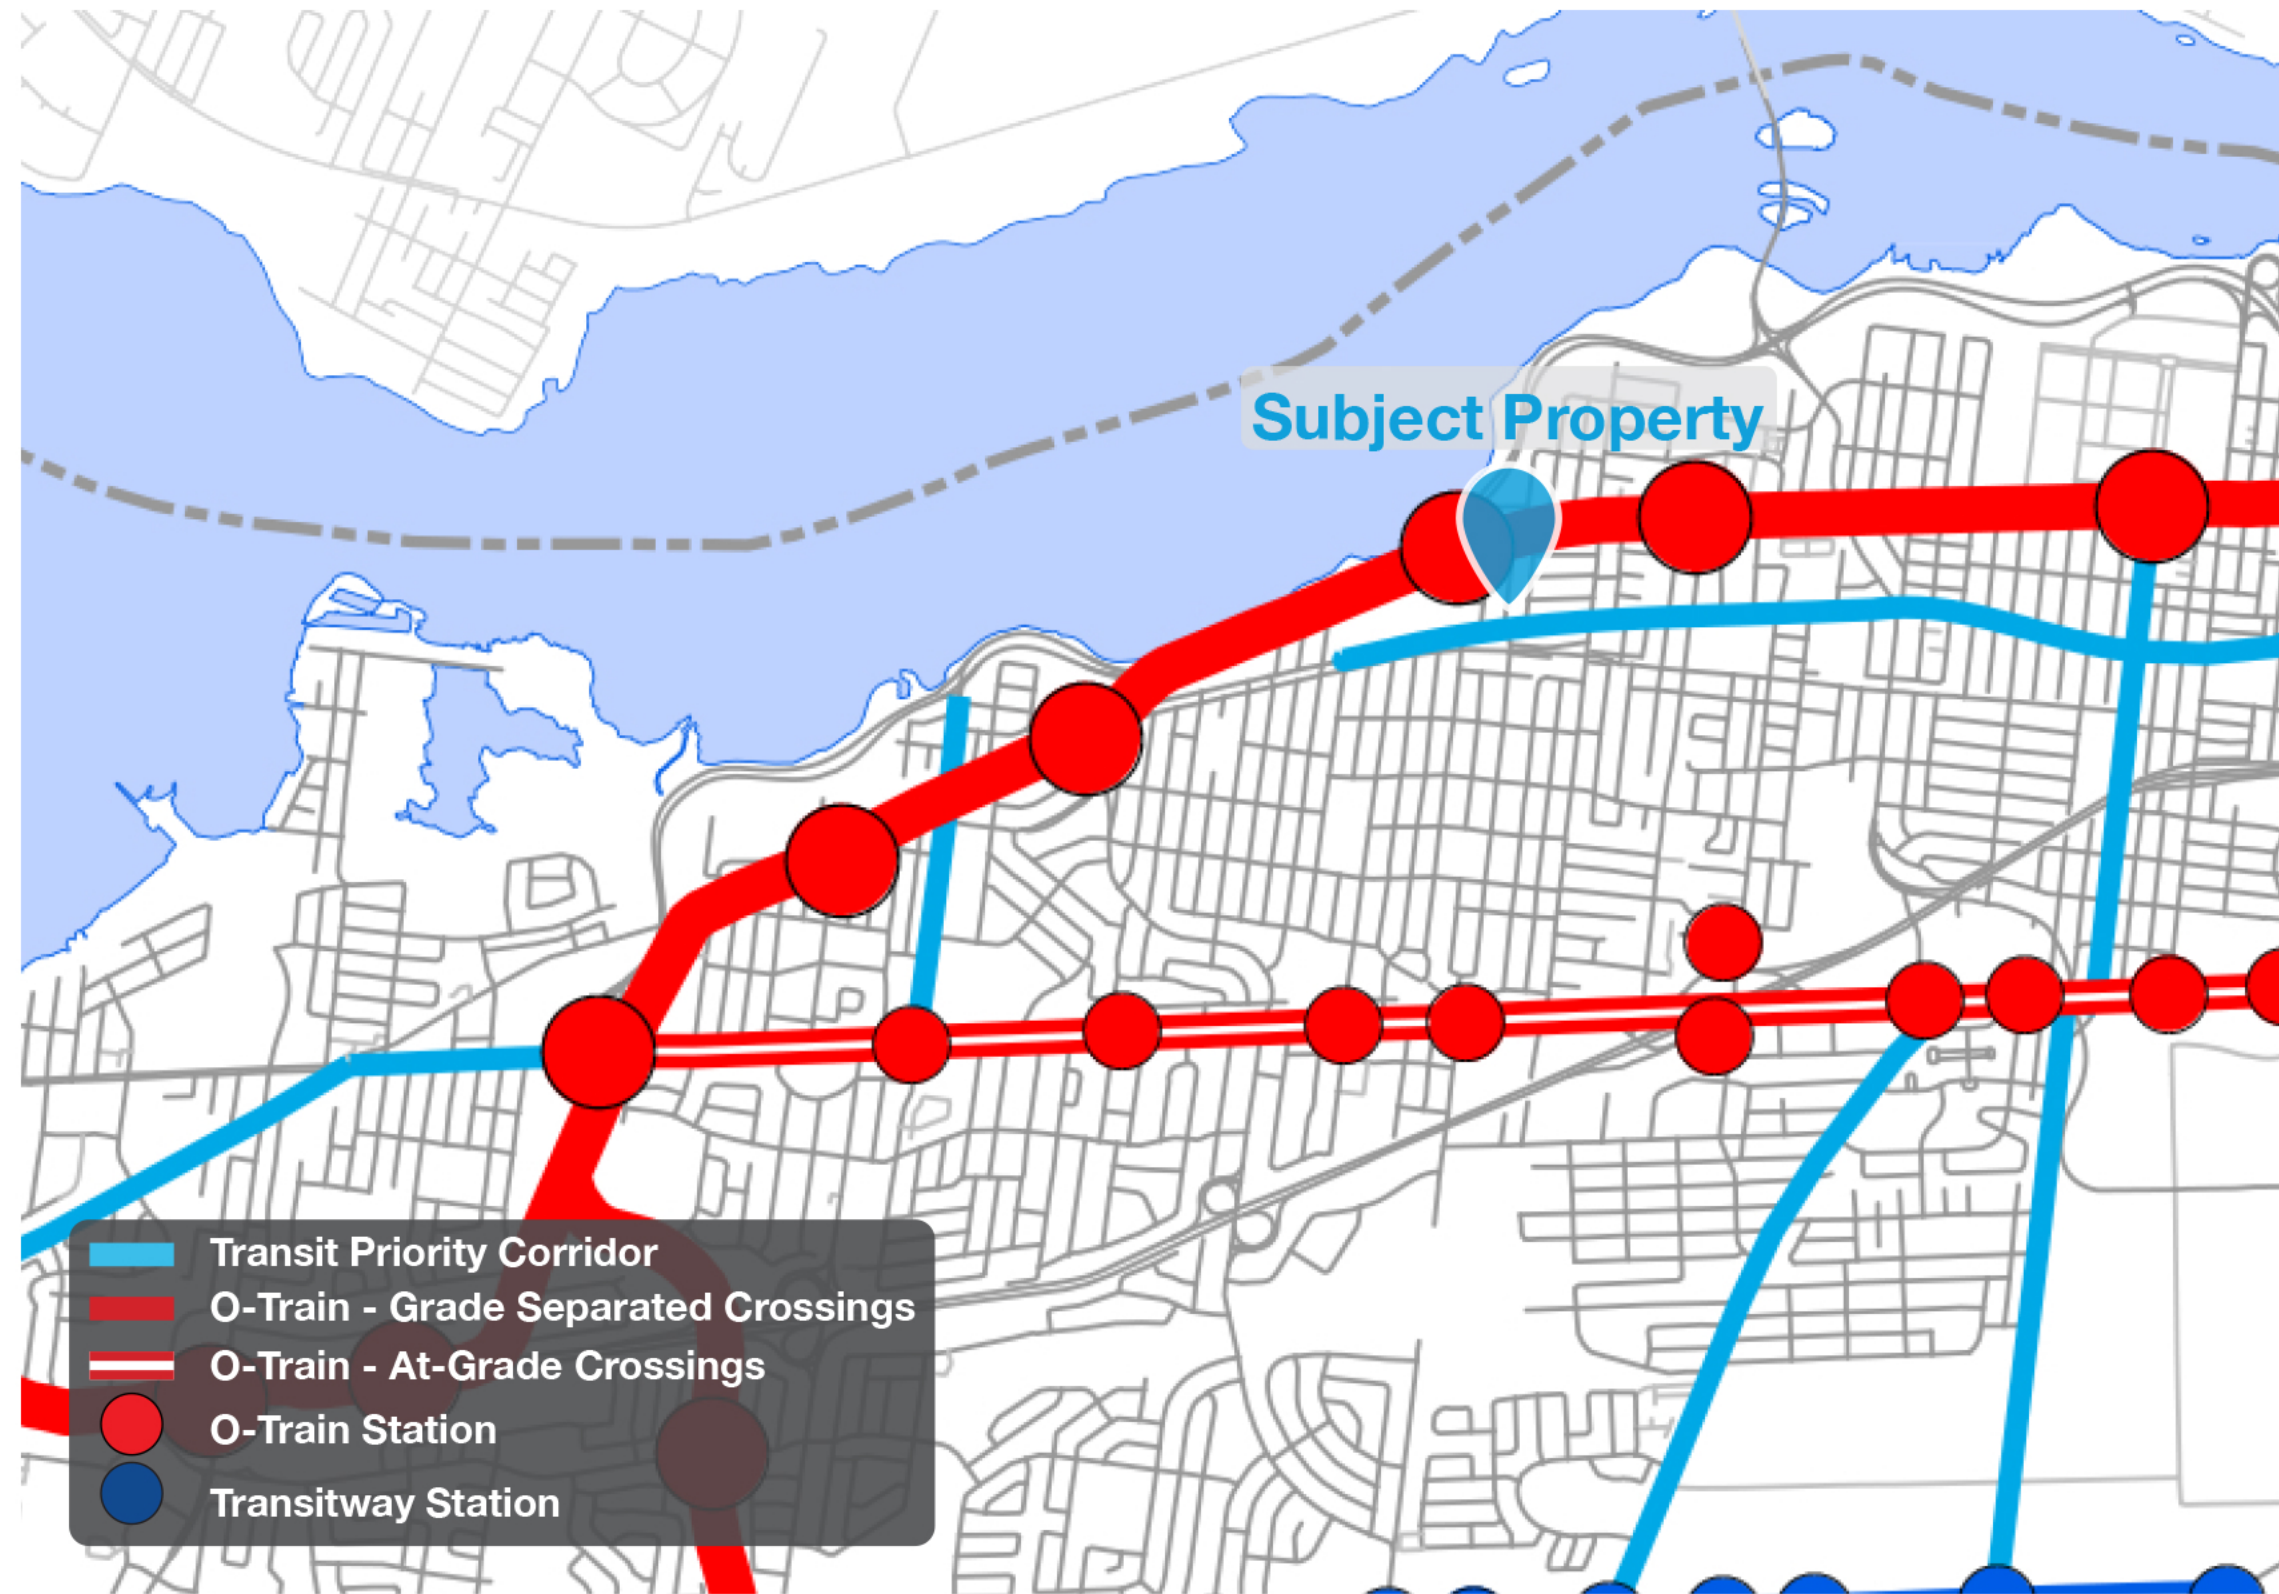 Subject Property
Transit Priority Corridor
O-Train - Grade Separated Crossings
O-Train - At-Grade Crossings
O-Train Station
Transitway Station